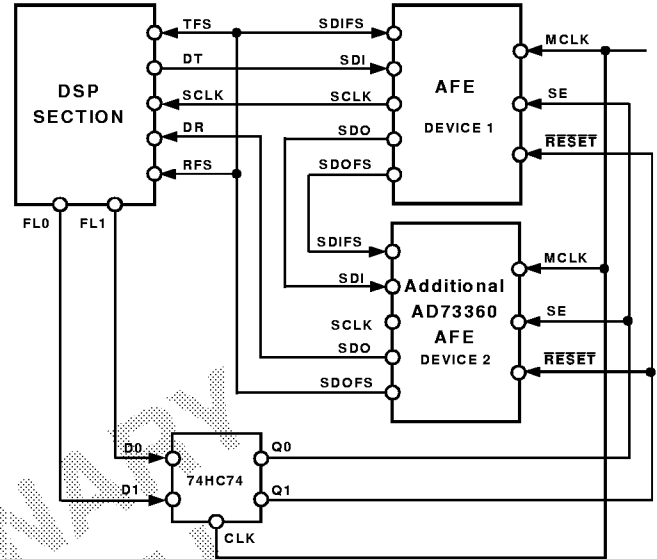 TFS SDIFS
MCLK
DT SDI
DSP
SECTION
AFE
SCLK SCLK SE
DR SDO
DEVICE 1
RESET
RFS SDOFS
FL0 FL1
SDIFS
MCLK
SDI
Additional
AD73360
AFE
DEVICE 2
SCLK
SE
SDO
RESET
SDOFS
D0 Q0
74HC74
D1 Q1
CLK